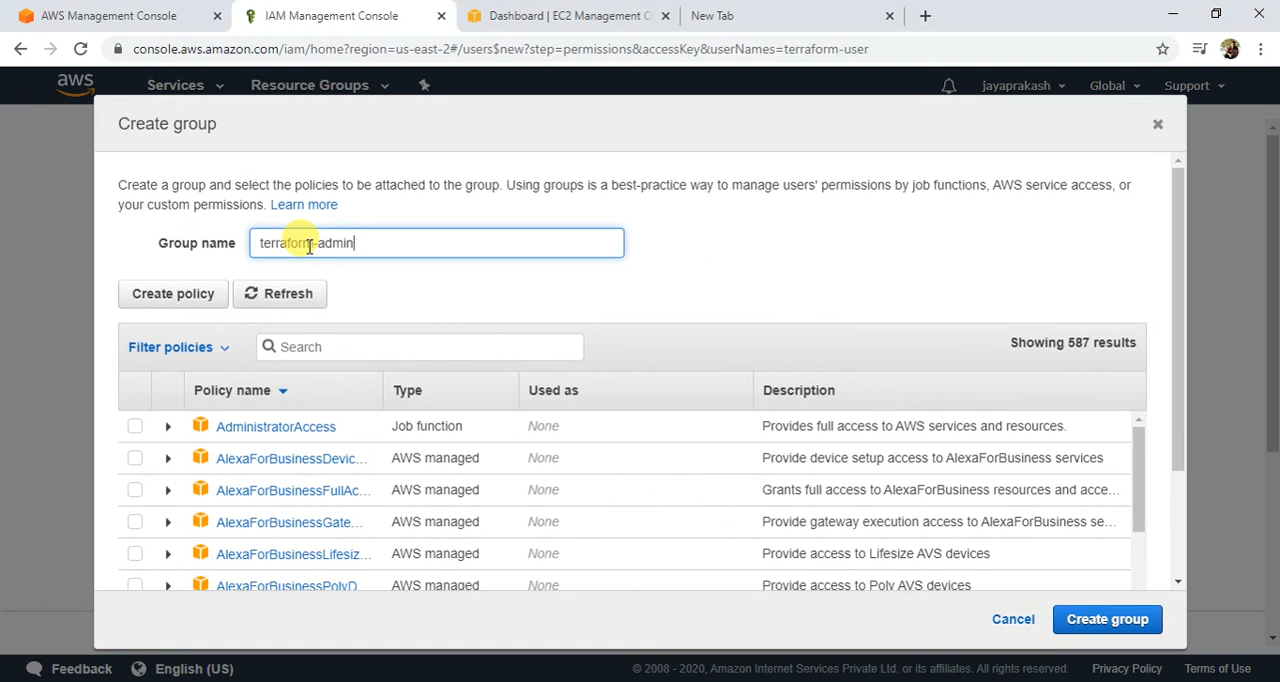 AWS Management Console
IAM Management Console
Dashboard | EC2 Management C
New Tab
console.aws.amazon.com/iam/home?region=us-east-2#/users$new?step=permissions&accessKey&userNames=terraform-user
aws
Services
Resource Groups
jayaprakash
Global
Support
Create group
Create a group and select the policies to be attached to the group. Using groups is a best-practice way to manage users' permissions by job functions, AWS service access, or
your custom permissions. Learn more
Group name
terraform-admin
Create policy
Refresh
Filter policies
Search
Showing 587 results
Policy name Type Used as Description
AdministratorAccess Job function None Provides full access to AWS services and resources.
AlexaForBusinessDevic... AWS managed None Provide device setup access to AlexaForBusiness services
AlexaForBusinessFullAc... AWS managed None Grants full access to AlexaForBusiness resources and acce...
AlexaForBusinessGate... AWS managed None Provide gateway execution access to AlexaForBusiness se...
AlexaForBusinessLifesiz... AWS managed None Provide access to Lifesize AVS devices
AlexaForBusinessPolyD AWS managed None Provide access to Poly AVS devices
Cancel
Create group
Feedback
English (US)
© 2008 - 2020, Amazon Internet Services Private Ltd. or its affiliates. All rights reserved.
Privacy Policy
Terms of Use